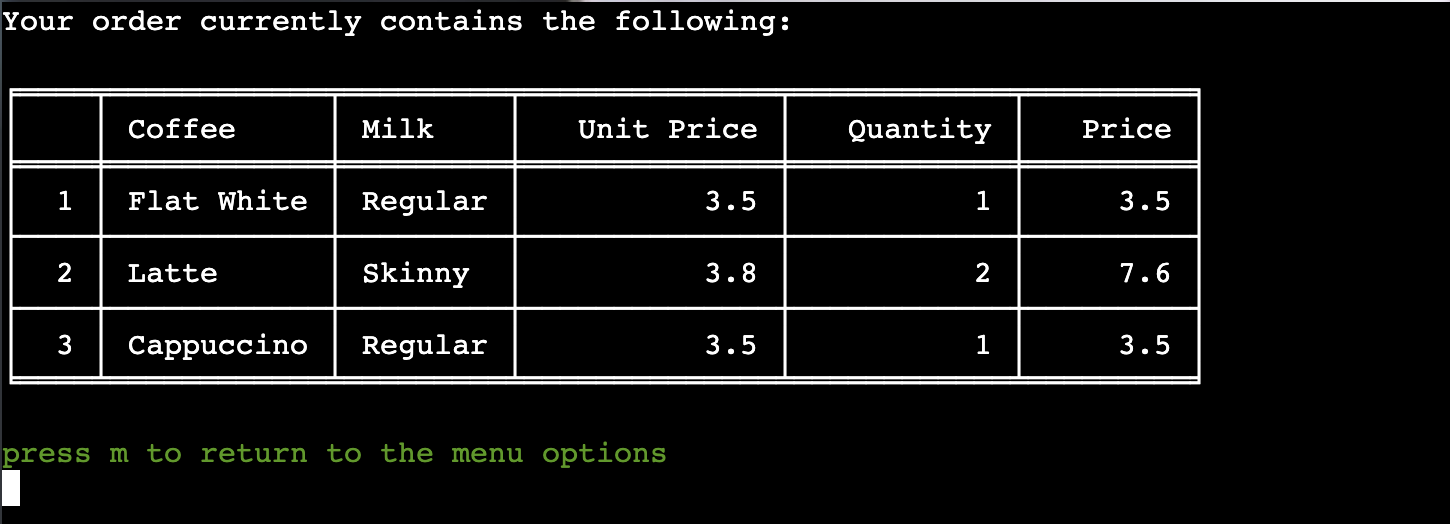 Your order currently contains the following:
Coffee Milk Unit Price Quantity Price
1 Flat White Regular 3.5 1 3.5
2 Latte Skinny 3.8 2 7.6
3 Cappuccino Regular 3.5 1 3.5
press m to return to the menu options